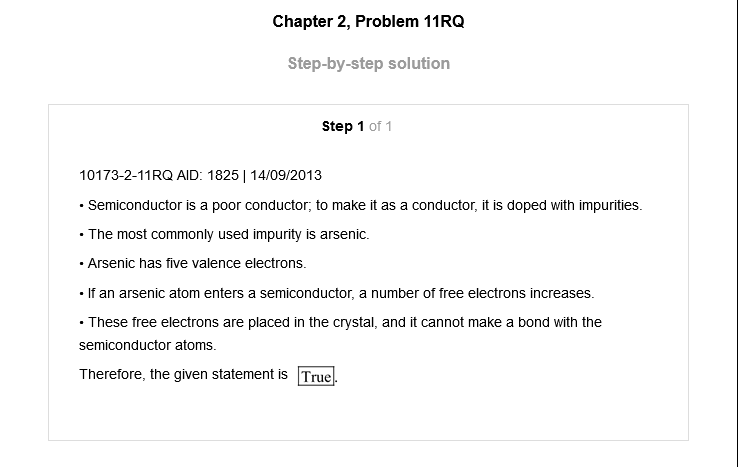 Chapter 2, Problem 11RQ
Step-by-step solution
Step 1 of 1
10173-2-11RQ AID: 1825 | 14/09/2013
• Semiconductor is a poor conductor; to make it as a conductor, it is doped with impurities.
• The most commonly used impurity is arsenic.
• Arsenic has five valence electrons.
• If an arsenic atom enters a semiconductor, a number of free electrons increases.
• These free electrons are placed in the crystal, and it cannot make a bond with the
semiconductor atoms.
Therefore, the given statement is True.